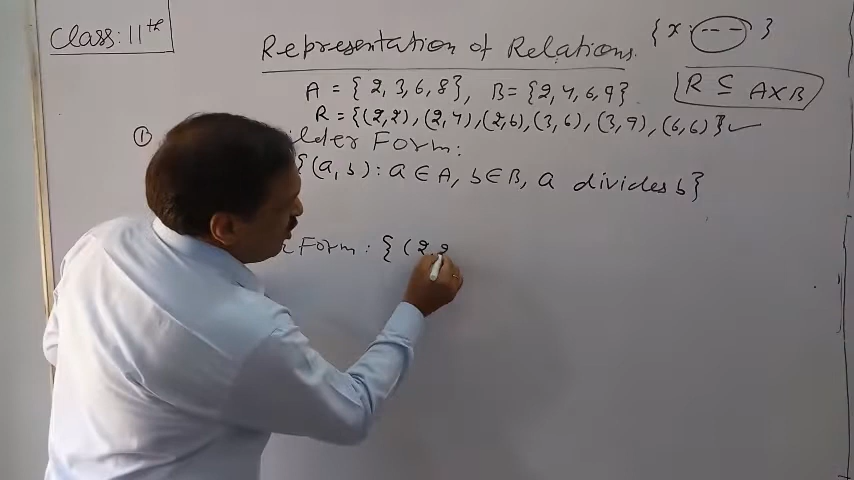 Class: 11th
Representation of Relations.
{x: --- }
A = {2, 3, 6, 8}, B = {2, 4, 6, 9}
R ⊆ A×B
R = {(2,2), (2,4), (2,6), (3,6), (3,9), (6,6)} ✓
① Form:
{(a, b): a ∈ A, b ∈ B, a divides b}
Form: {(2,2